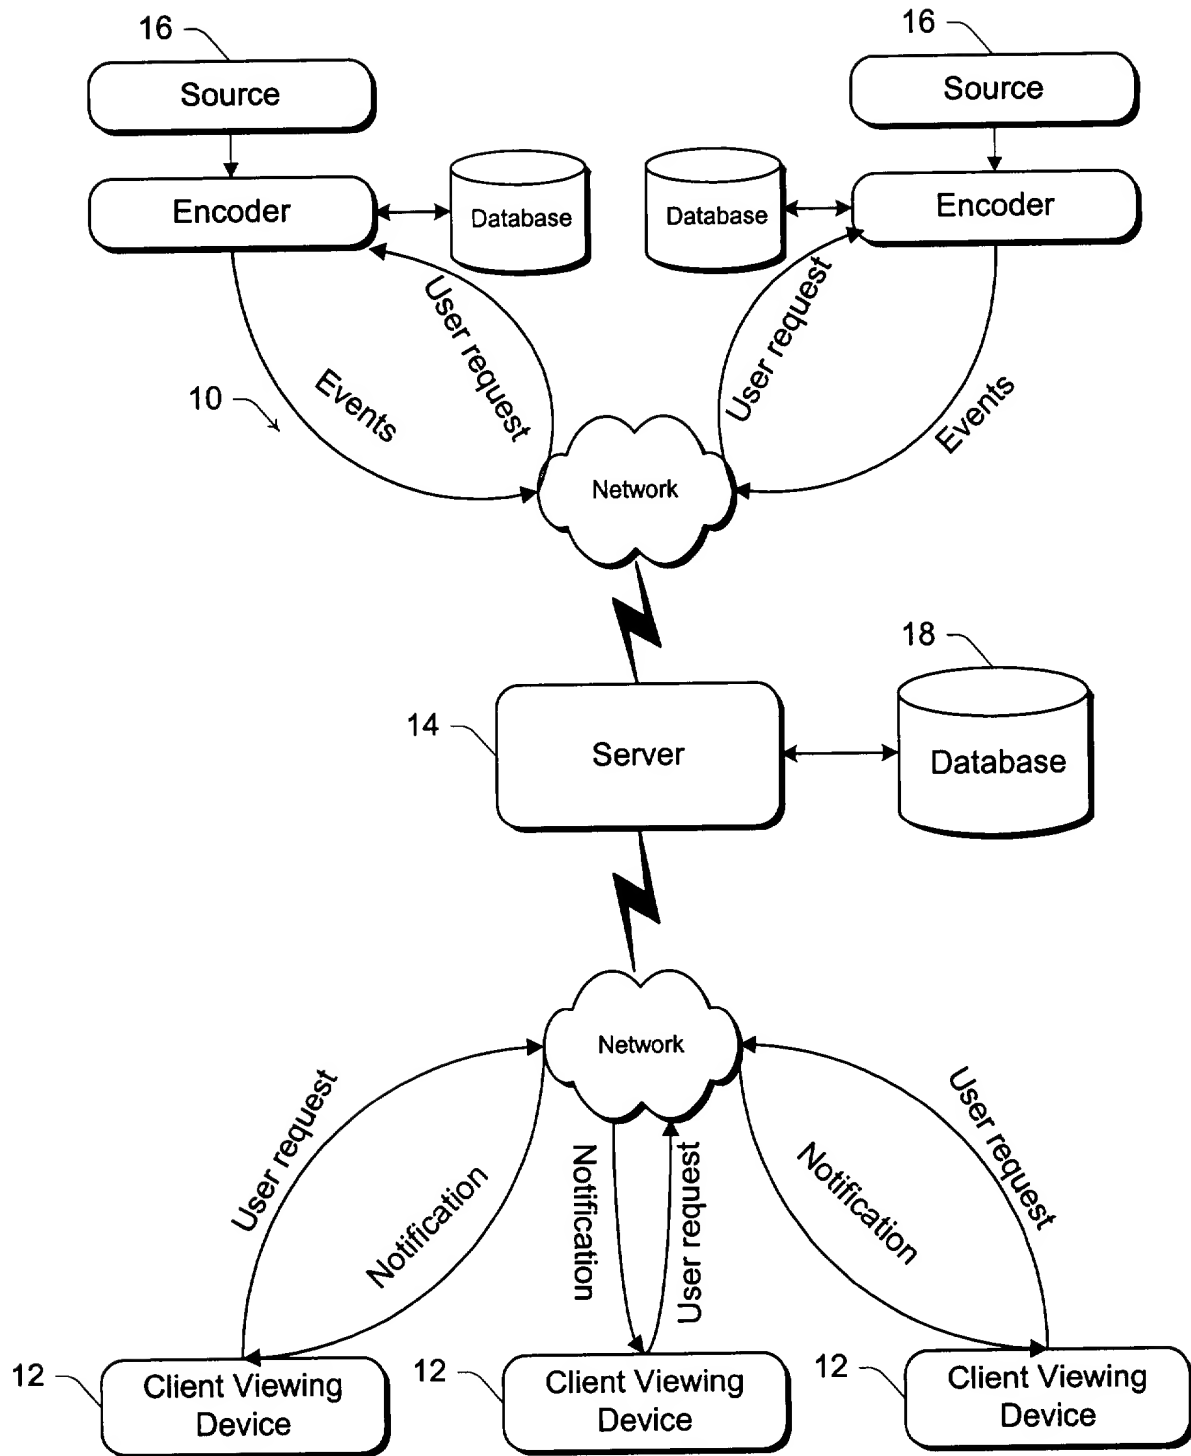 16
16
Source
Source
Encoder
Database
Database
Encoder
User request
User request
10
Events
Events
Network
18
14
Server
Database
Network
User request
Notification
Notification
User request
Notification
User request
12
Client Viewing
Device
12
Client Viewing
Device
12
Client Viewing
Device